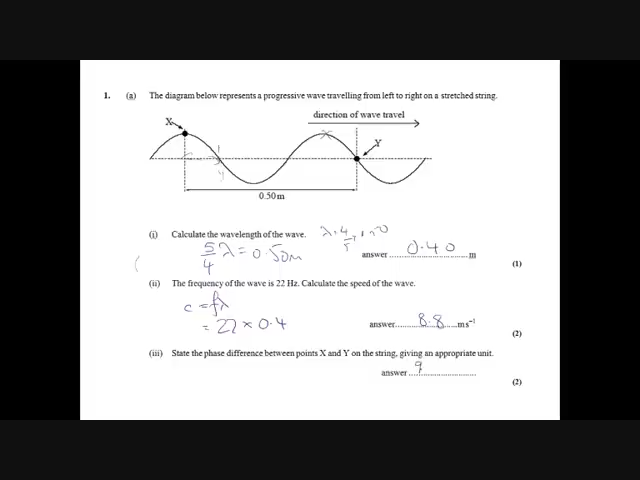 1. (a) The diagram below represents a progressive wave travelling from left to right on a stretched string.
direction of wave travel
X
Y
0.50 m
(i) Calculate the wavelength of the wave.
5/4 λ = 0.50m
answer 0.40 m
(1)
(ii) The frequency of the wave is 22 Hz. Calculate the speed of the wave.
c = fλ
= 22 × 0.4
answer 8.8 ms⁻¹
(2)
(iii) State the phase difference between points X and Y on the string, giving an appropriate unit.
answer 9
(2)